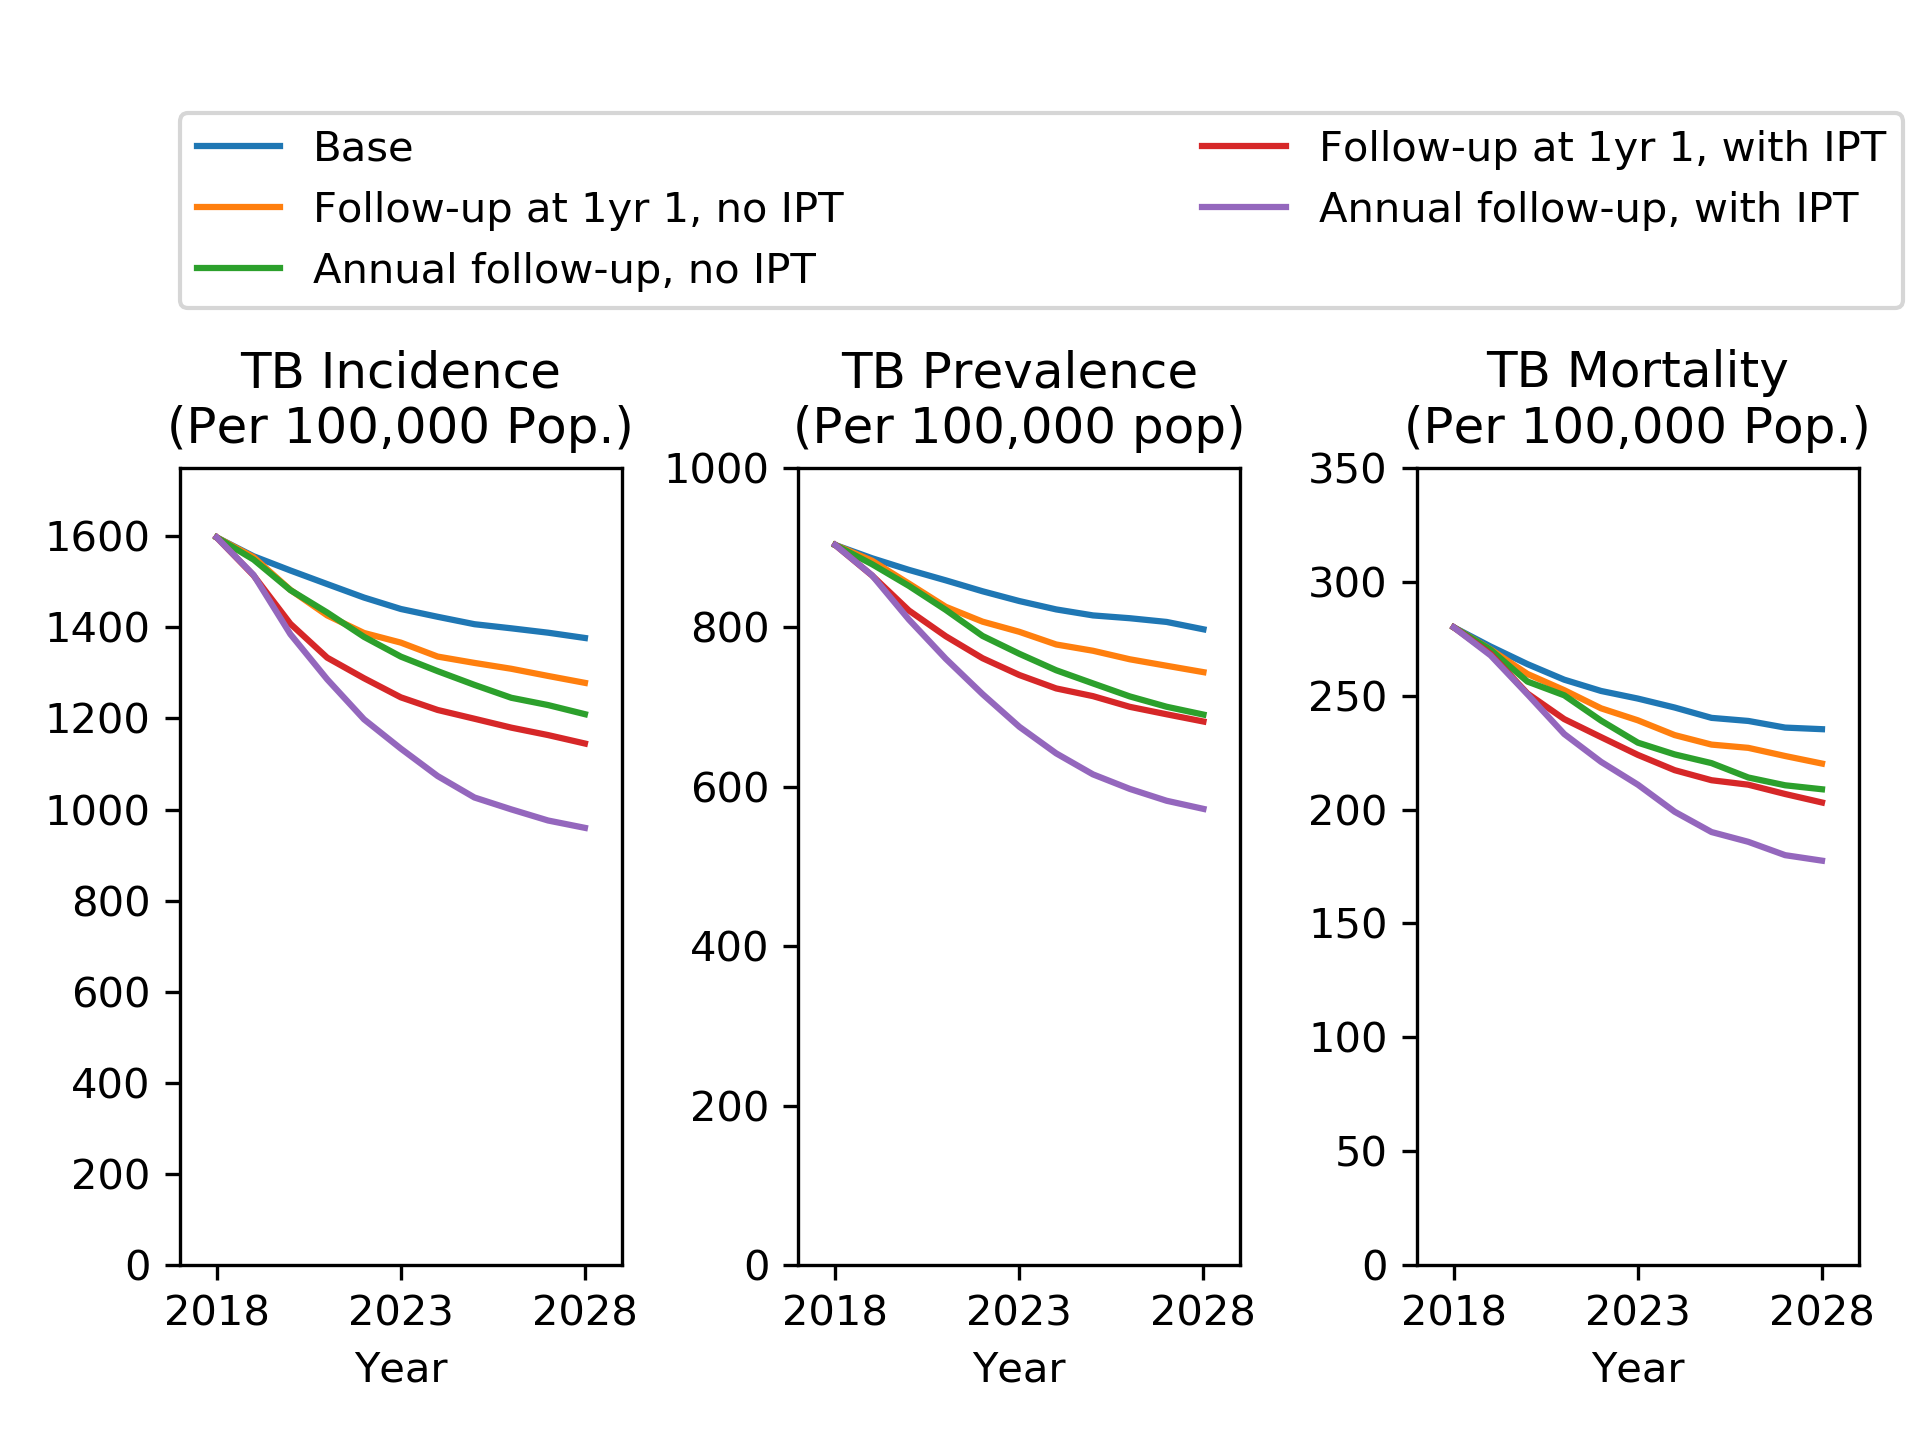 Base
Follow-up at 1yr 1, no IPT
Annual follow-up, no IPT
Follow-up at 1yr 1, with IPT
Annual follow-up, with IPT
TB Incidence
(Per 100,000 Pop.)
1600
1400
1200
1000
800
600
400
200
0
2018 2023 2028
Year
TB Prevalence
(Per 100,000 pop)
1000
800
600
400
200
0
2018 2023 2028
Year
TB Mortality
(Per 100,000 Pop.)
350
300
250
200
150
100
50
0
2018 2023 2028
Year